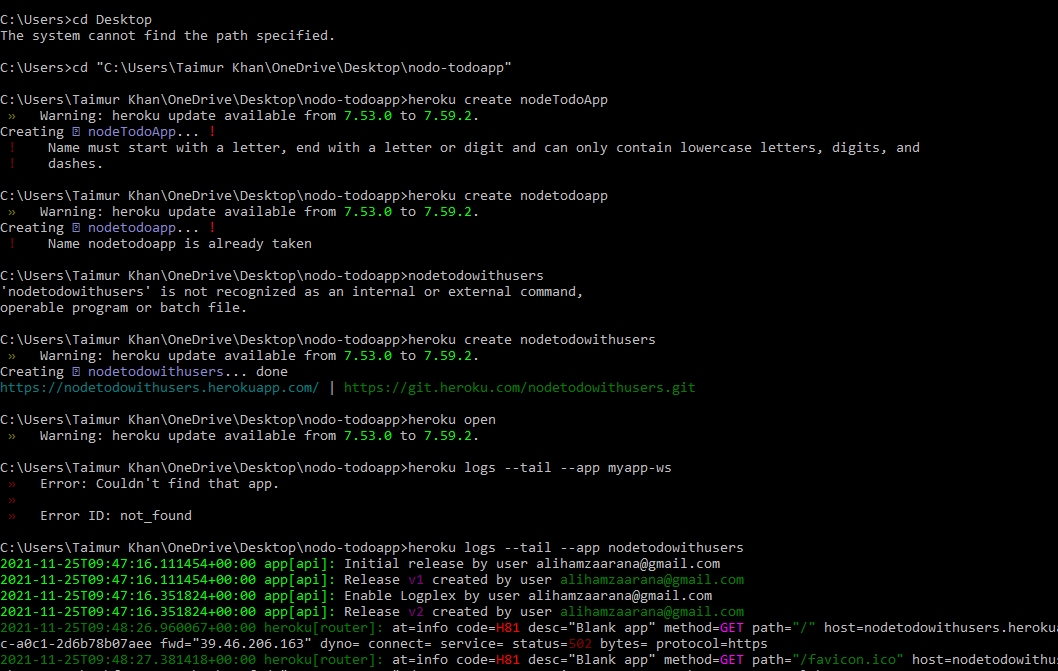 C:\Users>cd Desktop
The system cannot find the path specified.
C:\Users>cd "C:\Users\Taimur Khan\OneDrive\Desktop\nodo-todoapp"
C:\Users\Taimur Khan\OneDrive\Desktop\nodo-todoapp>heroku create nodeTodoApp
» Warning: heroku update available from 7.53.0 to 7.59.2.
Creating nodeTodoApp... !
! Name must start with a letter, end with a letter or digit and can only contain lowercase letters, digits, and
! dashes.
C:\Users\Taimur Khan\OneDrive\Desktop\nodo-todoapp>heroku create nodetodoapp
» Warning: heroku update available from 7.53.0 to 7.59.2.
Creating nodetodoapp... !
! Name nodetodoapp is already taken
C:\Users\Taimur Khan\OneDrive\Desktop\nodo-todoapp>nodetodowithusers
'nodetodowithusers' is not recognized as an internal or external command,
operable program or batch file.
C:\Users\Taimur Khan\OneDrive\Desktop\nodo-todoapp>heroku create nodetodowithusers
» Warning: heroku update available from 7.53.0 to 7.59.2.
Creating nodetodowithusers... done
https://nodetodowithusers.herokuapp.com/ | https://git.heroku.com/nodetodowithusers.git
C:\Users\Taimur Khan\OneDrive\Desktop\nodo-todoapp>heroku open
» Warning: heroku update available from 7.53.0 to 7.59.2.
C:\Users\Taimur Khan\OneDrive\Desktop\nodo-todoapp>heroku logs --tail --app myapp-ws
» Error: Couldn't find that app.
»
» Error ID: not_found
C:\Users\Taimur Khan\OneDrive\Desktop\nodo-todoapp>heroku logs --tail --app nodetodowithusers
2021-11-25T09:47:16.111454+00:00 app[api]: Initial release by user alihamzaarana@gmail.com
2021-11-25T09:47:16.111454+00:00 app[api]: Release v1 created by user alihamzaarana@gmail.com
2021-11-25T09:47:16.351824+00:00 app[api]: Enable Logplex by user alihamzaarana@gmail.com
2021-11-25T09:47:16.351824+00:00 app[api]: Release v2 created by user alihamzaarana@gmail.com
2021-11-25T09:48:26.960067+00:00 heroku[router]: at=info code=H81 desc="Blank app" method=GET path="/" host=nodetodowithusers.heroku
c-a0c1-2d6b78b07aee fwd="39.46.206.163" dyno= connect= service= status=502 bytes= protocol=https
2021-11-25T09:48:27.381418+00:00 heroku[router]: at=info code=H81 desc="Blank app" method=GET path="/favicon.ico" host=nodetodowithu